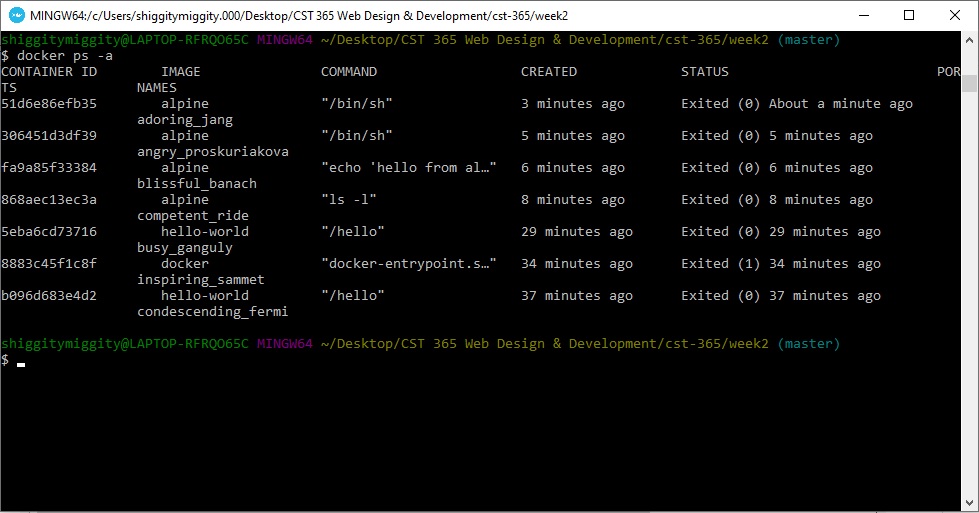 MINGW64:/c/Users/shiggitymiggity.000/Desktop/CST 365 Web Design & Development/cst-365/week2
shiggitymiggity@LAPTOP-RFRQO65C MINGW64 ~/Desktop/CST 365 Web Design & Development/cst-365/week2 (master)
$ docker ps -a
CONTAINER ID        IMAGE               COMMAND                  CREATED             STATUS                          POR
TS                 NAMES
51d6e86efb35        alpine              "/bin/sh"                3 minutes ago       Exited (0) About a minute ago
                 adoring_jang
306451d3df39        alpine              "/bin/sh"                5 minutes ago       Exited (0) 5 minutes ago
                 angry_proskuriakova
fa9a85f33384        alpine              "echo 'hello from al…"   6 minutes ago       Exited (0) 6 minutes ago
                 blissful_banach
868aec13ec3a        alpine              "ls -l"                  8 minutes ago       Exited (0) 8 minutes ago
                 competent_ride
5eba6cd73716        hello-world         "/hello"                 29 minutes ago      Exited (0) 29 minutes ago
                 busy_ganguly
8883c45f1c8f        docker              "docker-entrypoint.s…"   34 minutes ago      Exited (1) 34 minutes ago
                 inspiring_sammet
b096d683e4d2        hello-world         "/hello"                 37 minutes ago      Exited (0) 37 minutes ago
                 condescending_fermi
shiggitymiggity@LAPTOP-RFRQO65C MINGW64 ~/Desktop/CST 365 Web Design & Development/cst-365/week2 (master)
$